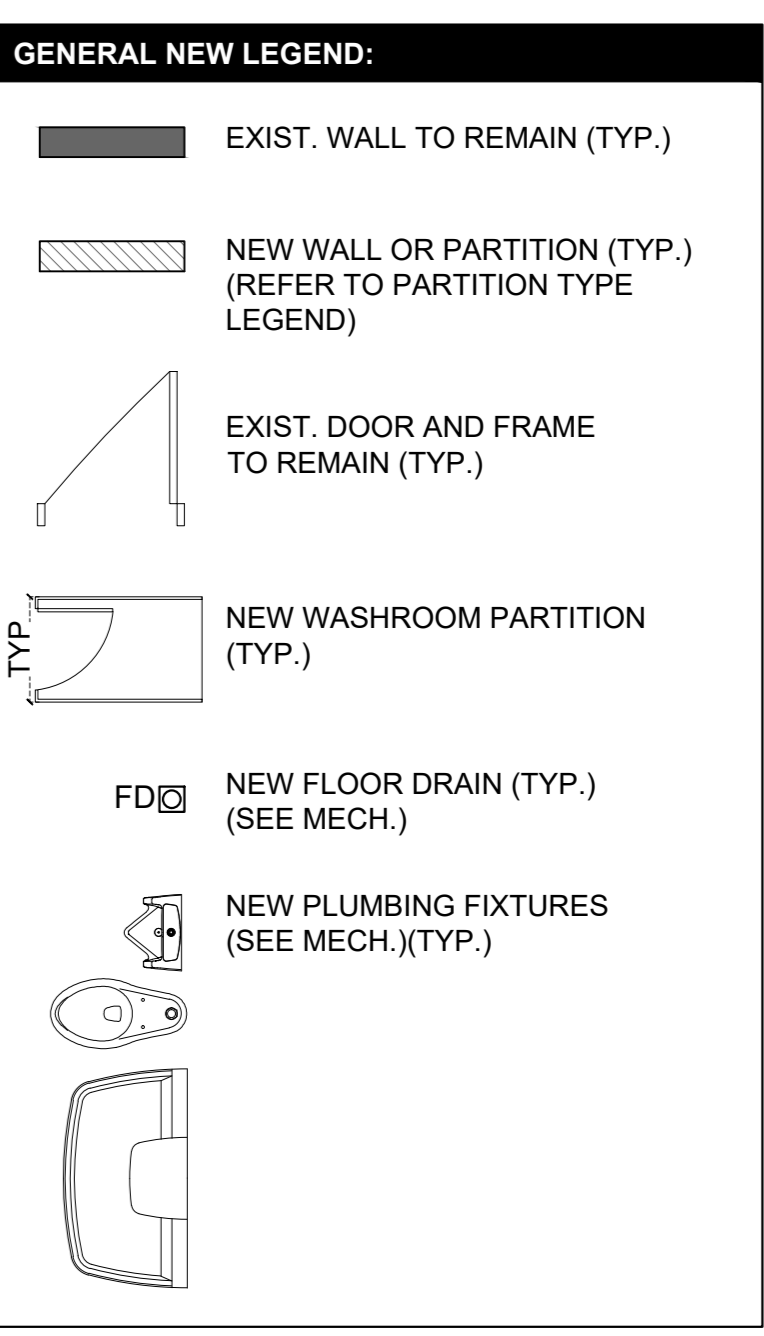 GENERAL NEW LEGEND:
EXIST. WALL TO REMAIN (TYP.)
NEW WALL OR PARTITION (TYP.)
(REFER TO PARTITION TYPE
LEGEND)
EXIST. DOOR AND FRAME
TO REMAIN (TYP.)
TYP.
NEW WASHROOM PARTITION
(TYP.)
FD
NEW FLOOR DRAIN (TYP.)
(SEE MECH.)
NEW PLUMBING FIXTURES
(SEE MECH.)(TYP.)